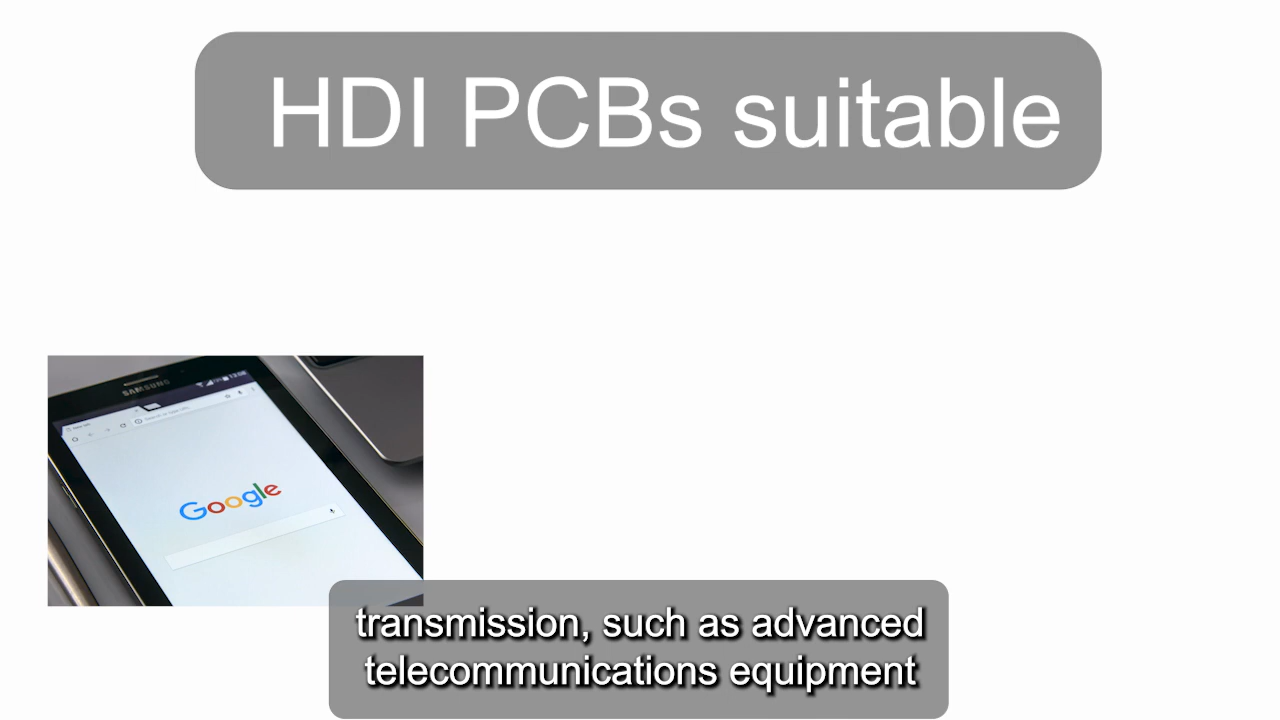 HDI PCBs suitable
SAMSUNG
Google
transmission, such as advanced
telecommunications equipment